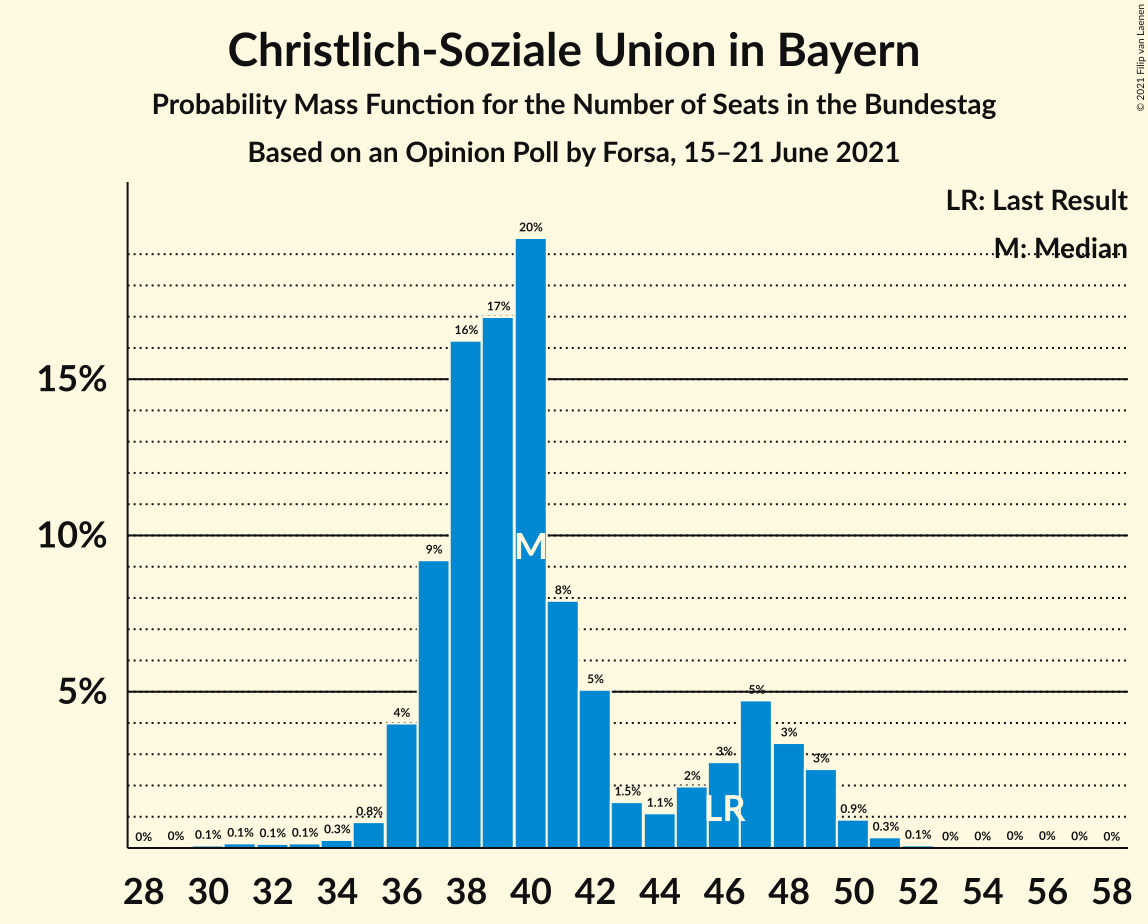 Christlich-Soziale Union in Bayern
Probability Mass Function for the Number of Seats in the Bundestag
Based on an Opinion Poll by Forsa, 15–21 June 2021
© 2021 Filip van Laenen
LR: Last Result
M: Median
15%
10%
5%
0% 0% 0.1% 0.1% 0.1% 0.1% 0.3% 0.8% 4% 9% 16% 17% 20% 8% 5% 1.5% 1.1% 2% 3% 5% 3% 3% 0.9% 0.3% 0.1% 0% 0% 0% 0% 0% 0%
M
LR
28 30 32 34 36 38 40 42 44 46 48 50 52 54 56 58